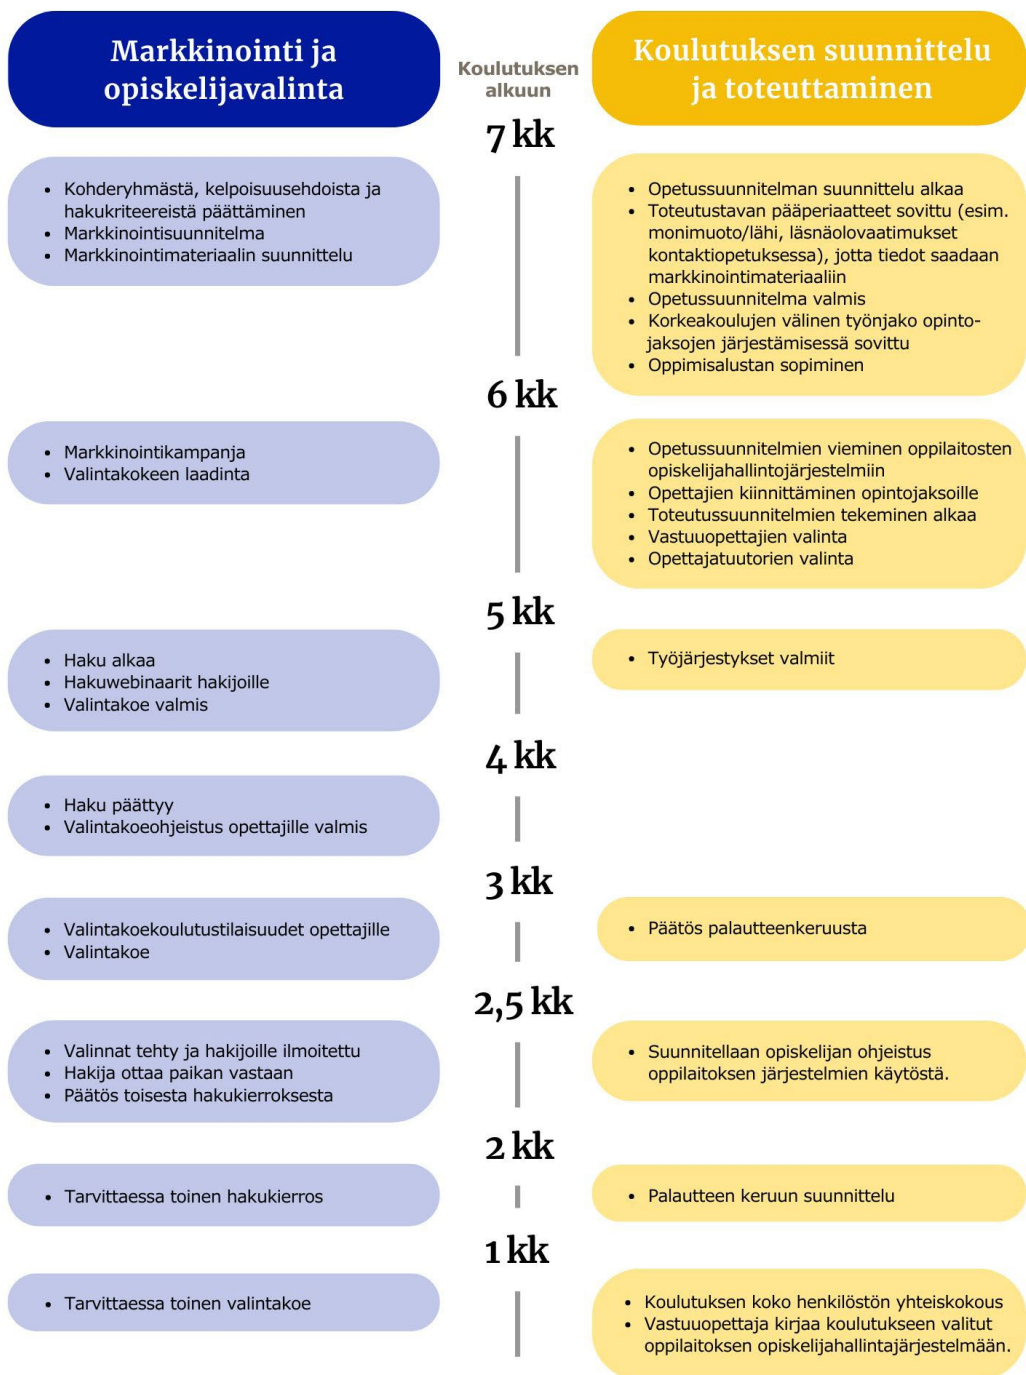 Markkinointi ja
opiskelijavalinta
Koulutuksen
alkuun
Koulutuksen suunnittelu
ja toteuttaminen
7 kk
• Kohderyhmästä, kelpoisuusehdoista ja
hakukriteereistä päättäminen
• Markkinointisuunnitelma
• Markkinointimateriaalin suunnittelu
• Opetussuunnitelman suunnittelu alkaa
• Toteutustavan pääperiaatteet sovittu (esim.
monimuoto/lähi, läsnäolovaatimukset
kontaktiopetuksessa), jotta tiedot saadaan
markkinointimateriaaliin
• Opetussuunnitelma valmis
• Korkeakoulujen välinen työnjako opinto-
jaksojen järjestämisessä sovittu
• Oppimisalustan sopiminen
6 kk
• Markkinointikampanja
• Valintakokeen laadinta
• Opetussuunnitelmien vieminen oppilaitosten
opiskelijahallintojärjestelmiin
• Opettajien kiinnittäminen opintojaksoille
• Toteutussuunnitelmien tekeminen alkaa
• Vastuuopettajien valinta
• Opettajatuutorien valinta
5 kk
• Haku alkaa
• Hakuwebinaarit hakijoille
• Valintakoe valmis
• Työjärjestykset valmiit
4 kk
• Haku päättyy
• Valintakoeohjeistus opettajille valmis
3 kk
• Valintakoekoulutustilaisuudet opettajille
• Valintakoe
• Päätös palautteenkeruusta
2,5 kk
• Valinnat tehty ja hakijoille ilmoitettu
• Hakija ottaa paikan vastaan
• Päätös toisesta hakukierroksesta
• Suunnitellaan opiskelijan ohjeistus
oppilaitoksen järjestelmien käytöstä.
2 kk
• Tarvittaessa toinen hakukierros
• Palautteen keruun suunnittelu
1 kk
• Tarvittaessa toinen valintakoe
• Koulutuksen koko henkilöstön yhteiskokous
• Vastuuopettaja kirjaa koulutukseen valitut
oppilaitoksen opiskelijahallintajärjestelmään.